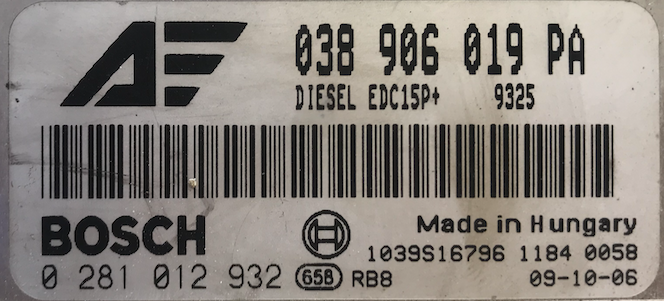 AF 038 906 019 PA
DIESEL EDC15P+ 9325
BOSCH Made in Hungary
1039S16796 1184 0058
0 281 012 932 658 RB8 09-10-06